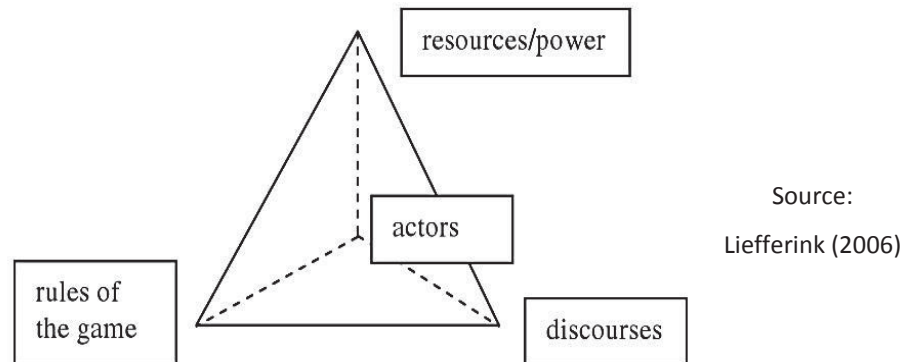 resources/power
actors
Source:
Liefferink (2006)
rules of
the game
discourses